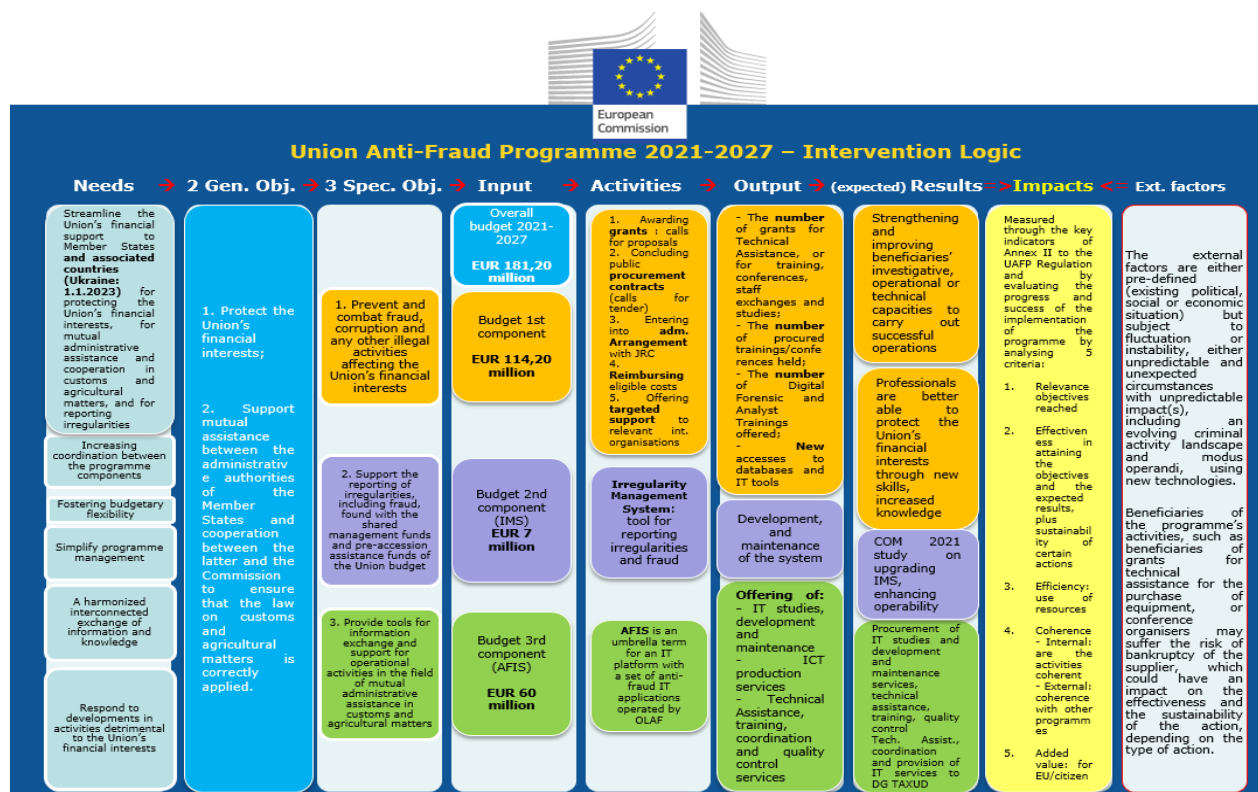 European
Commission
Union Anti-Fraud Programme 2021-2027 – Intervention Logic
Needs → 2 Gen. Obj. → 3 Spec. Obj. → Input → Activities → Output → (expected) Results >Impacts < Ext. factors
Streamline the
Union's financial
support to
Member States
and associated
countries
(Ukraine:
1.1.2023) for
protecting the
Union's financial
interests, for
mutual
administrative
assistance and
cooperation in
customs and
agricultural
matters, and for
reporting
irregularities
Increasing
coordination between
the programme
components
Fostering budgetary
flexibility
Simplify programme
management
A harmonized
interconnected
exchange of
information and
knowledge
Respond to
developments in
activities detrimental
to the Union's
financial interests
1. Protect the
Union's
financial
interests;
2. Support
mutual
assistance
between the
administrativ
e authorities
of the
Member
States and
cooperation
between the
latter and the
Commission
to ensure
that the law
on customs
and
agricultural
matters is
correctly
applied.
1. Prevent and
combat fraud,
corruption and
any other illegal
activities
affecting the
Union's financial
interests
2. Support the
reporting of
irregularities,
including fraud,
found with the
shared
management funds
and pre-accession
assistance funds of
the Union budget
3. Provide tools for
information
exchange and
support for
operational
activities in the field
of mutual
administrative
assistance in
customs and
agricultural matters
Overall
budget 2021-
2027
EUR 181,20
million
Budget 1st
component
EUR 114,20
million
Budget 2nd
component
(IMS)
EUR 7
million
Budget 3rd
component
(AFIS)
EUR 60
million
1. Awarding
grants : calls
for proposals
2. Concluding
public
procurement
contracts
(calls for
tender)
3. Entering
into adm.
Arrangement
with JRC
4.
Reimbursing
eligible costs
5. Offering
targeted
support to
relevant int.
organisations
Irregularity
Management
System:
tool for
reporting
irregularities
and fraud
AFIS is an
umbrella term
for an IT
platform with
a set of anti-
fraud IT
applications
operated by
OLAF
- The number
of grants for
Technical
Assistance, or
for training,
conferences,
staff
exchanges and
studies;
- The number
of procured
trainings/confe
rences held;
- The number
of Digital
Forensic and
Analyst
Trainings
offered;
- New
accesses to
databases and
IT tools
Development,
and
maintenance
of the system
Offering of:
- IT studies,
development
and
maintenance
- ICT
production
services
- Technical
Assistance,
training,
coordination
and quality
control
services
Strengthening
and
improving
beneficiaries'
investigative,
operational or
technical
capacities to
carry out
successful
operations
Professionals
are better
able to
protect the
Union's
financial
interests
through new
skills,
increased
knowledge
COM 2021
study on
upgrading
IMS,
enhancing
operability
Procurement of
IT studies and
development
and
maintenance
services,
technical
assistance,
training, quality
control
Tech. Assist.,
coordination
and provision of
IT services to
DG TAXUD
Measured
through the key
indicators of
Annex II to the
UAFP Regulation
and by
evaluating the
progress and
success of the
implementation
of the
programme by
analysing 5
criteria:
1. Relevance
objectives
reached
2. Effectiven
ess in
attaining
the
objectives
and the
expected
results,
plus
sustainabil
ity of
certain
actions
3. Efficiency:
use of
resources
4. Coherence
- Internal:
are the
activities
coherent
- External:
coherence
with other
programm
es
5. Added
value: for
EU/citizen
The external
factors are either
pre-defined
(existing political,
social or economic
situation) but
subject to
fluctuation or
instability, either
unpredictable and
unexpected
circumstances
with unpredictable
impact(s),
including an
evolving criminal
activity landscape
and modus
operandi, using
new technologies.
Beneficiaries of
the programme's
activities, such as
beneficiaries of
grants for
technical
assistance for the
purchase of
equipment, or
conference
organisers may
suffer the risk of
bankruptcy of the
supplier, which
could have an
impact on the
effectiveness and
the sustainability
of the action,
depending on the
type of action.